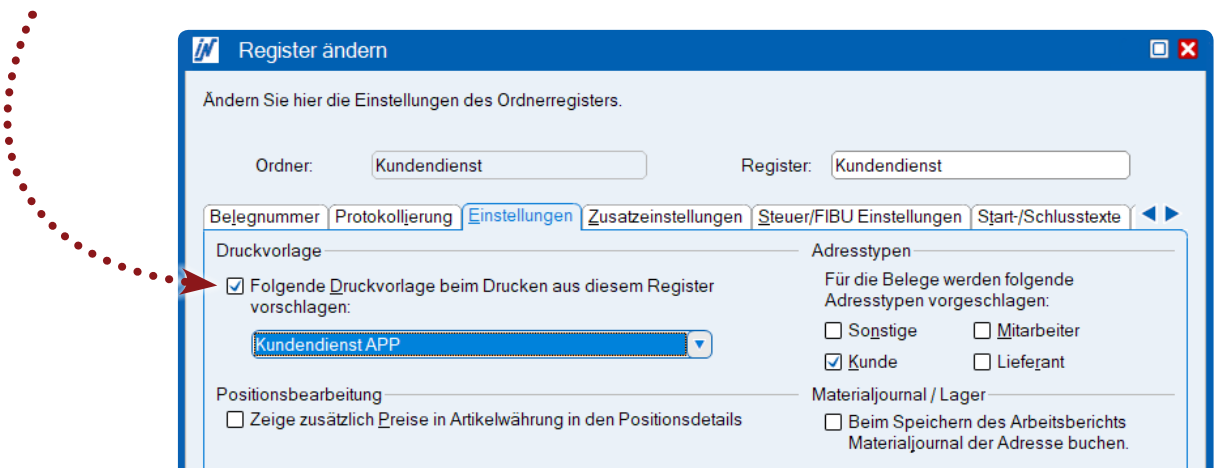 Register ändern
Ändern Sie hier die Einstellungen des Ordnerregisters.
Ordner: Kundendienst Register: Kundendienst
Belegnummer Protokollierung Einstellungen Zusatzeinstellungen Steuer/FIBU Einstellungen Start-/Schlusstexte
Druckvorlage
Folgende Druckvorlage beim Drucken aus diesem Register
vorschlagen:
Kundendienst APP
Positionsbearbeitung
Zeige zusätzlich Preise in Artikelwährung in den Positionsdetails
Adresstypen
Für die Belege werden folgende
Adresstypen vorgeschlagen:
Sonstige Mitarbeiter
Kunde Lieferant
Materialjournal / Lager
Beim Speichern des Arbeitsberichts
Materialjournal der Adresse buchen.